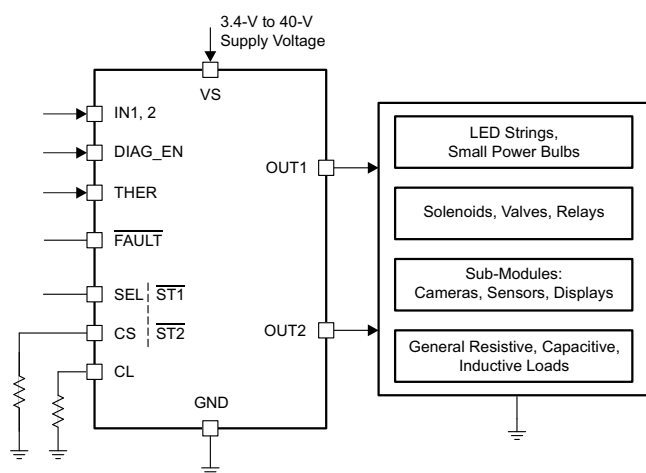 3.4-V to 40-V
Supply Voltage
VS
IN1, 2
DIAG_EN
THER
FAULT
SEL ST1
CS ST2
CL
GND
OUT1
OUT2
LED Strings,
Small Power Bulbs
Solenoids, Valves, Relays
Sub-Modules:
Cameras, Sensors, Displays
General Resistive, Capacitive,
Inductive Loads